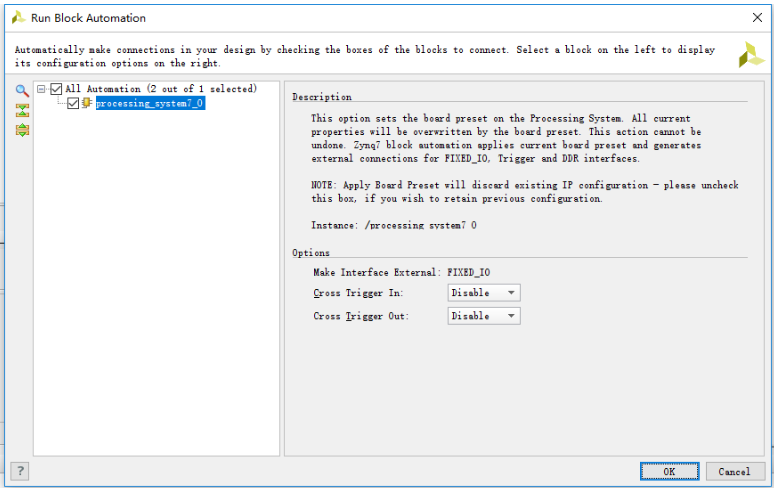 Run Block Automation
Automatically make connections in your design by checking the boxes of the blocks to connect. Select a block on the left to display
its configuration options on the right.
All Automation (2 out of 1 selected)
processing_system7_0
Description
This option sets the board preset on the Processing System. All current
properties will be overwritten by the board preset. This action cannot be
undone. Zynq7 block automation applies current board preset and generates
external connections for FIXED_IO, Trigger and DDR interfaces.
NOTE: Apply Board Preset will discard existing IP configuration - please uncheck
this box, if you wish to retain previous configuration.
Instance: /processing_system7_0
Options
Make Interface External: FIXED_IO
Cross Trigger In: Disable
Cross Trigger Out: Disable
?
OK
Cancel